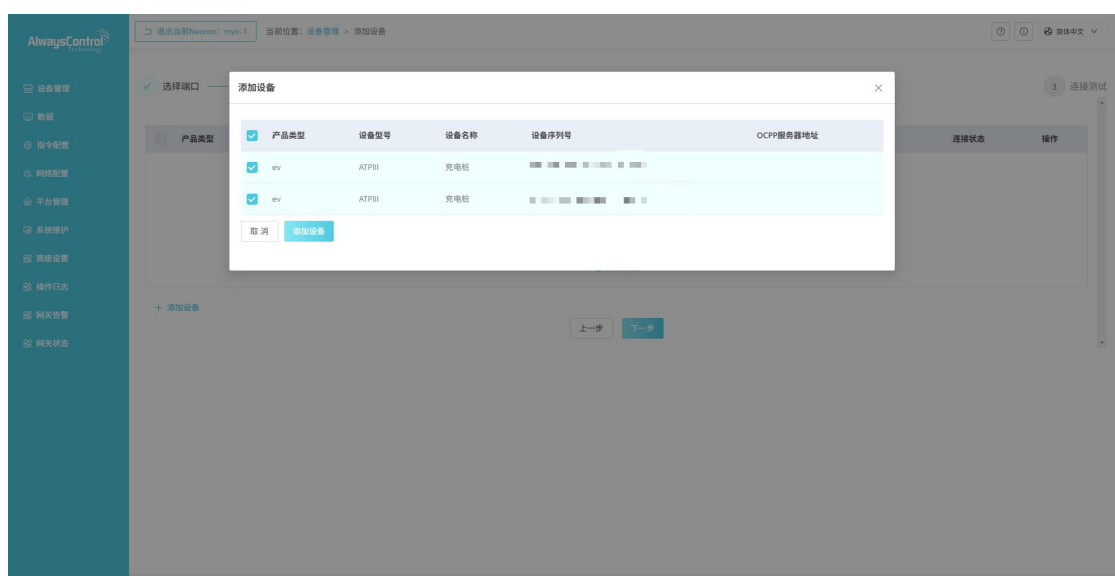 AlwaysControl
Technology
退出当前Neuron: myir-1
当前位置: 设备管理 > 添加设备
简体中文
设备管理
数据
指令配置
网络配置
平台管理
系统维护
高级设置
操作日志
网关告警
网关状态
选择端口
3 连接测试
产品类型
连接状态
操作
添加设备
产品类型 设备型号 设备名称 设备序列号 OCPP服务器地址
ev ATPIII 充电桩
ev ATPIII 充电桩
取 消
添加设备
+ 添加设备
上一步
下一步